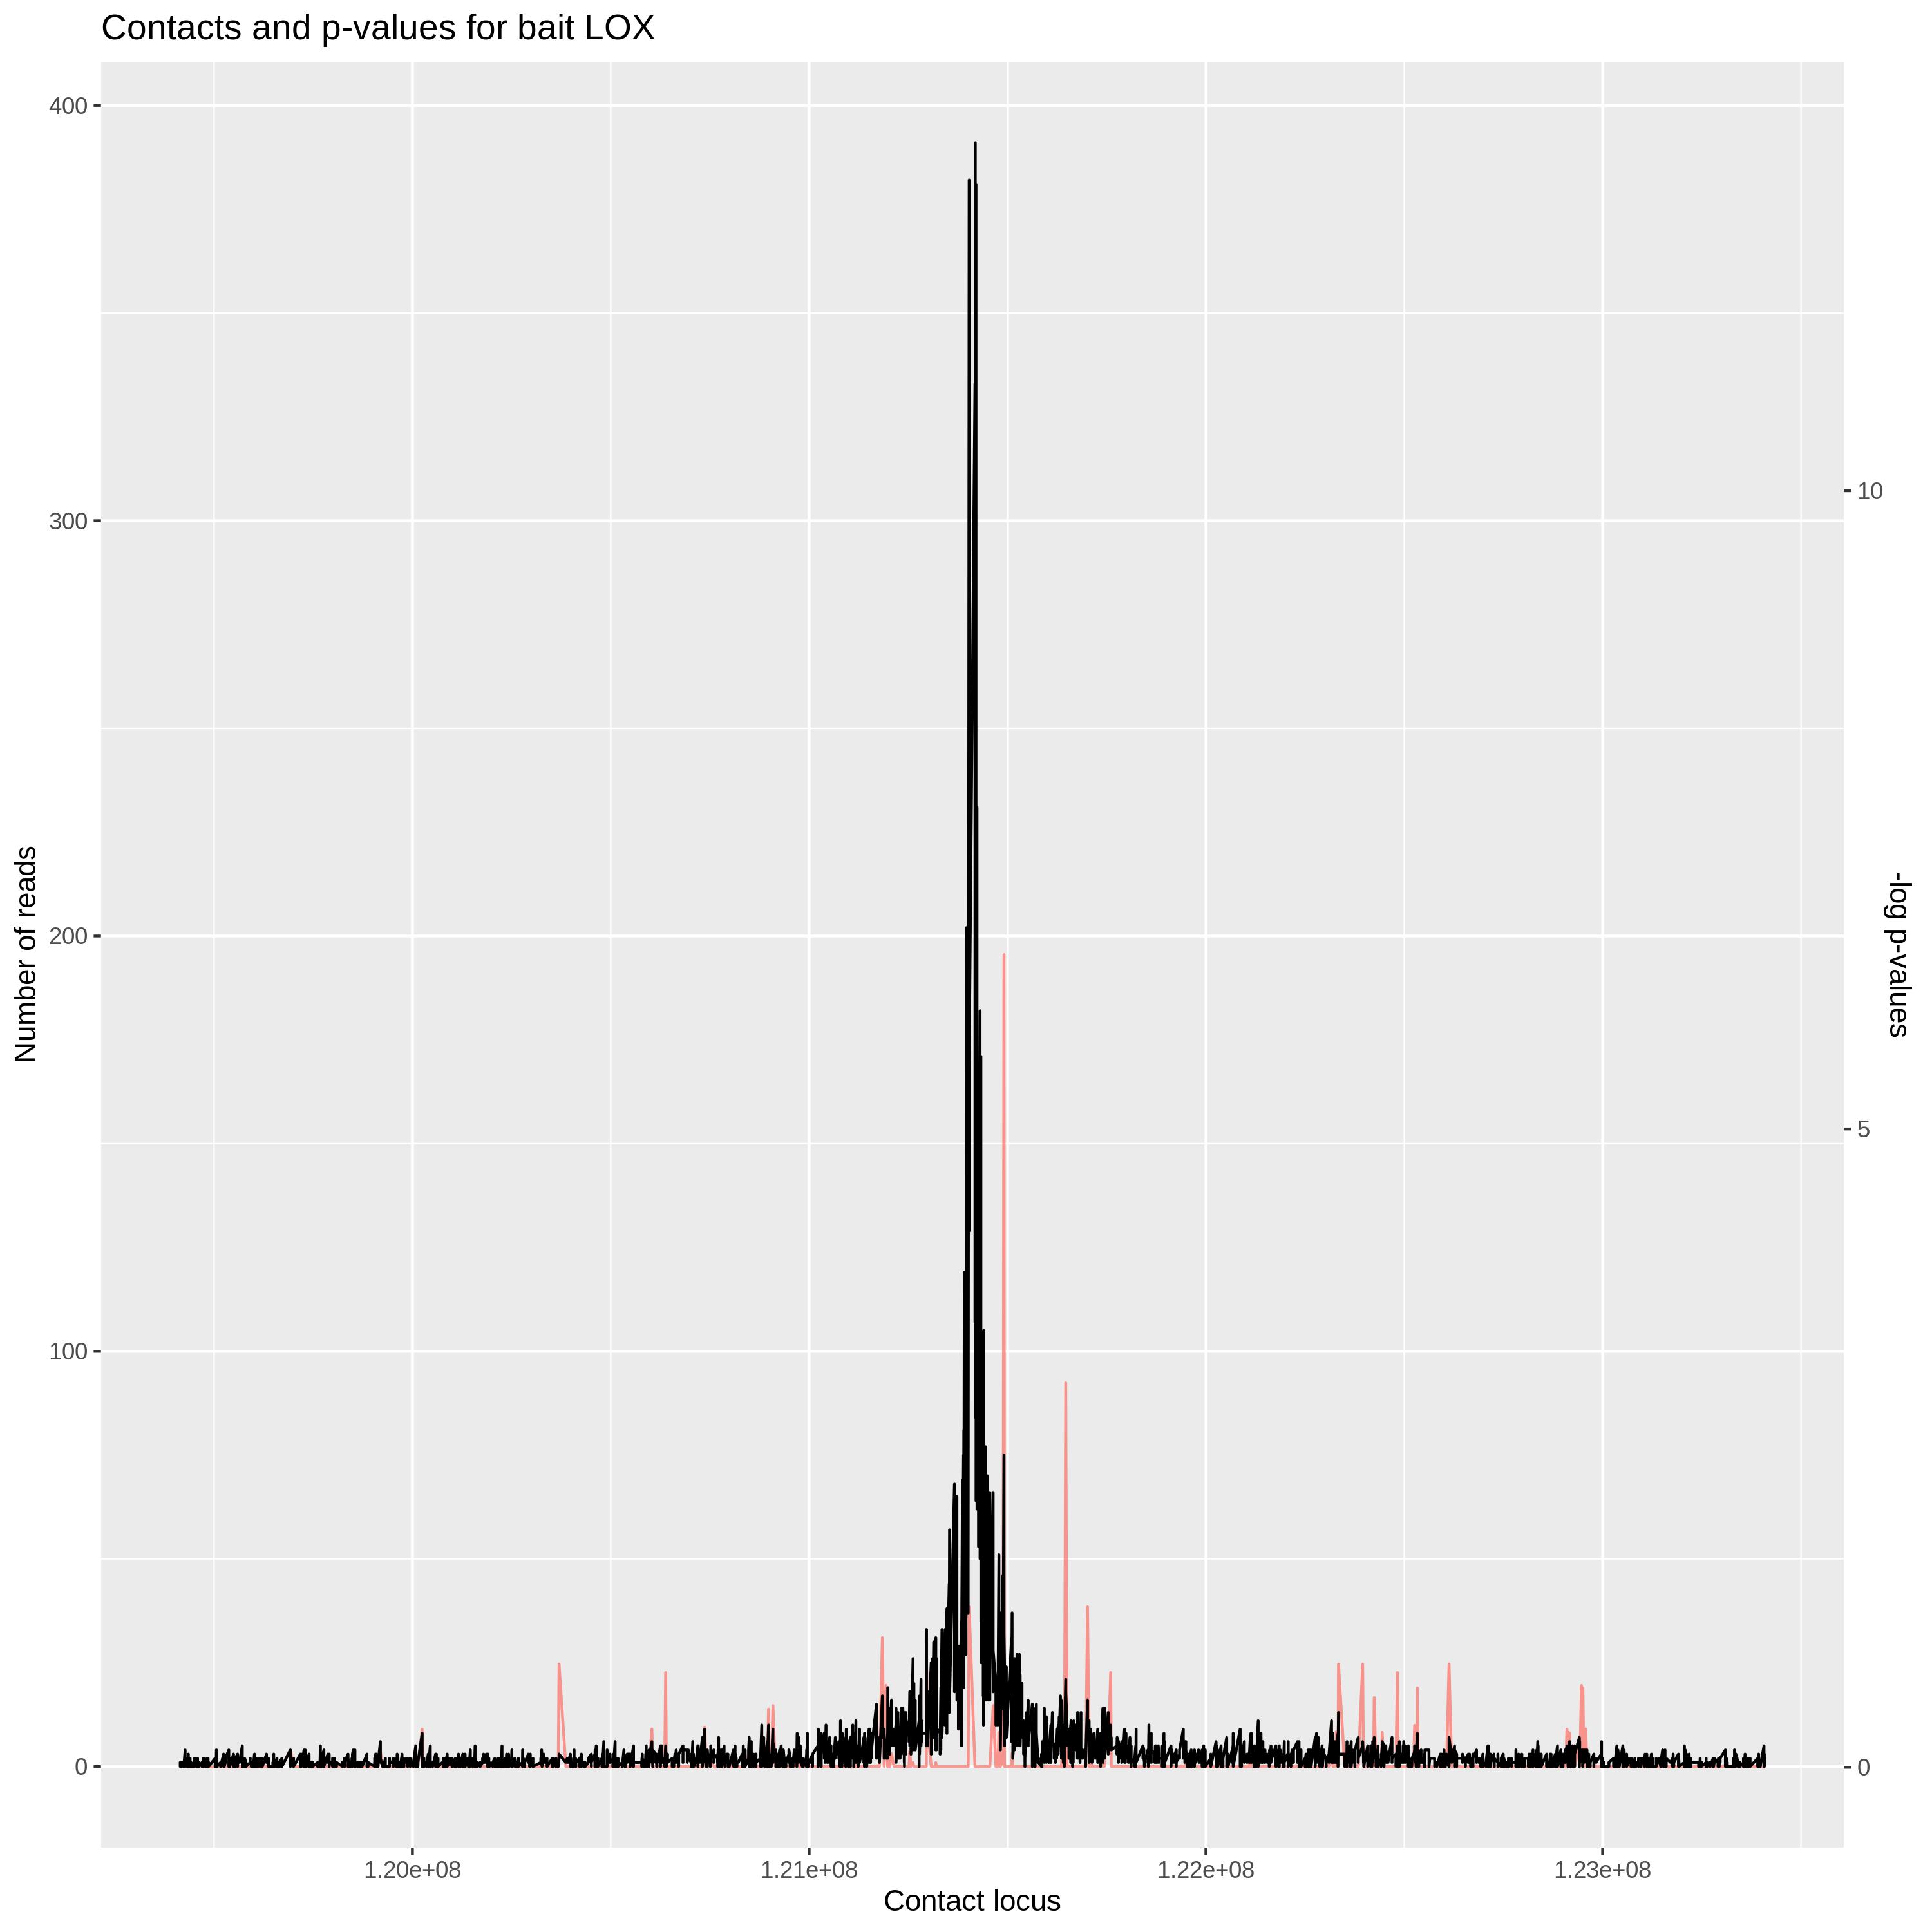 Contacts and p-values for bait LOX
400
300
200
100
0
Number of reads
10
5
0
-log p-values
1.20e+08
1.21e+08
1.22e+08
1.23e+08
Contact locus